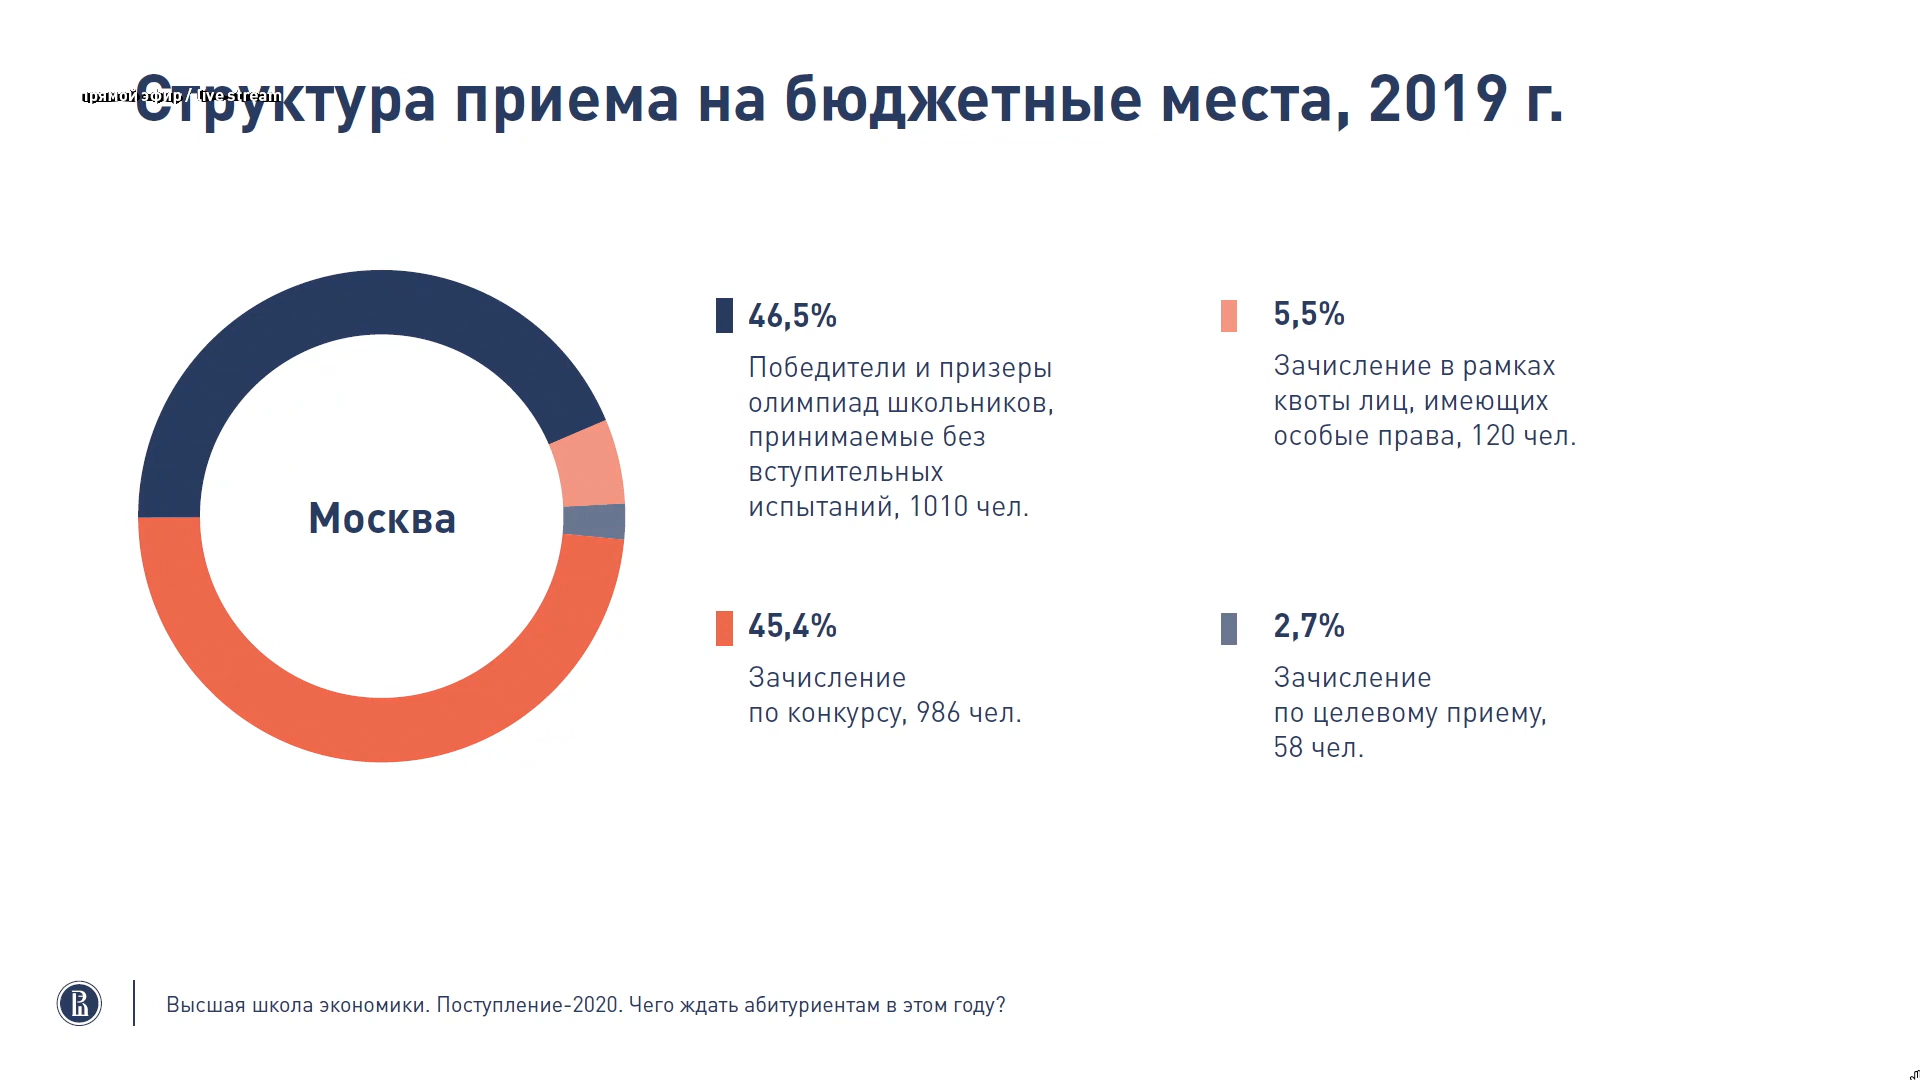 Структура приема на бюджетные места, 2019 г.
прямой эфир / live stream
Москва
46,5%
Победители и призеры
олимпиад школьников,
принимаемые без
вступительных
испытаний, 1010 чел.
5,5%
Зачисление в рамках
квоты лиц, имеющих
особые права, 120 чел.
45,4%
Зачисление
по конкурсу, 986 чел.
2,7%
Зачисление
по целевому приему,
58 чел.
Высшая школа экономики. Поступление-2020. Чего ждать абитуриентам в этом году?